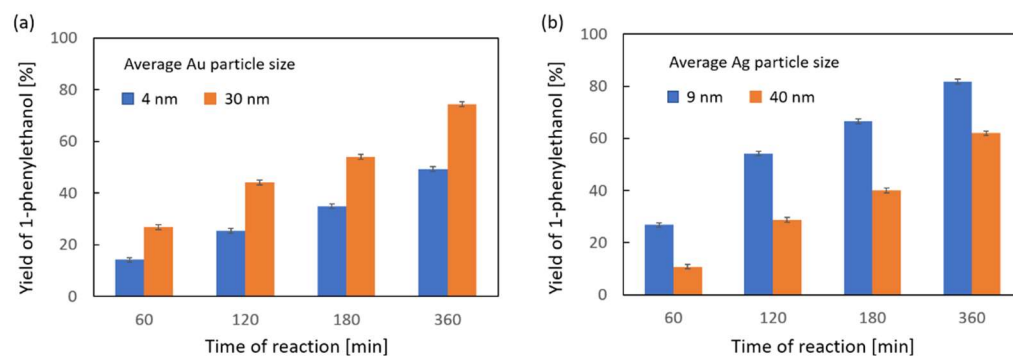 (a)
Yield of 1-phenylethanol [%]
100
80
60
40
20
0
Average Au particle size
4 nm 30 nm
60 120 180 360
Time of reaction [min]
(b)
Yield of 1-phenylethanol [%]
100
80
60
40
20
0
Average Ag particle size
9 nm 40 nm
60 120 180 360
Time of reaction [min]